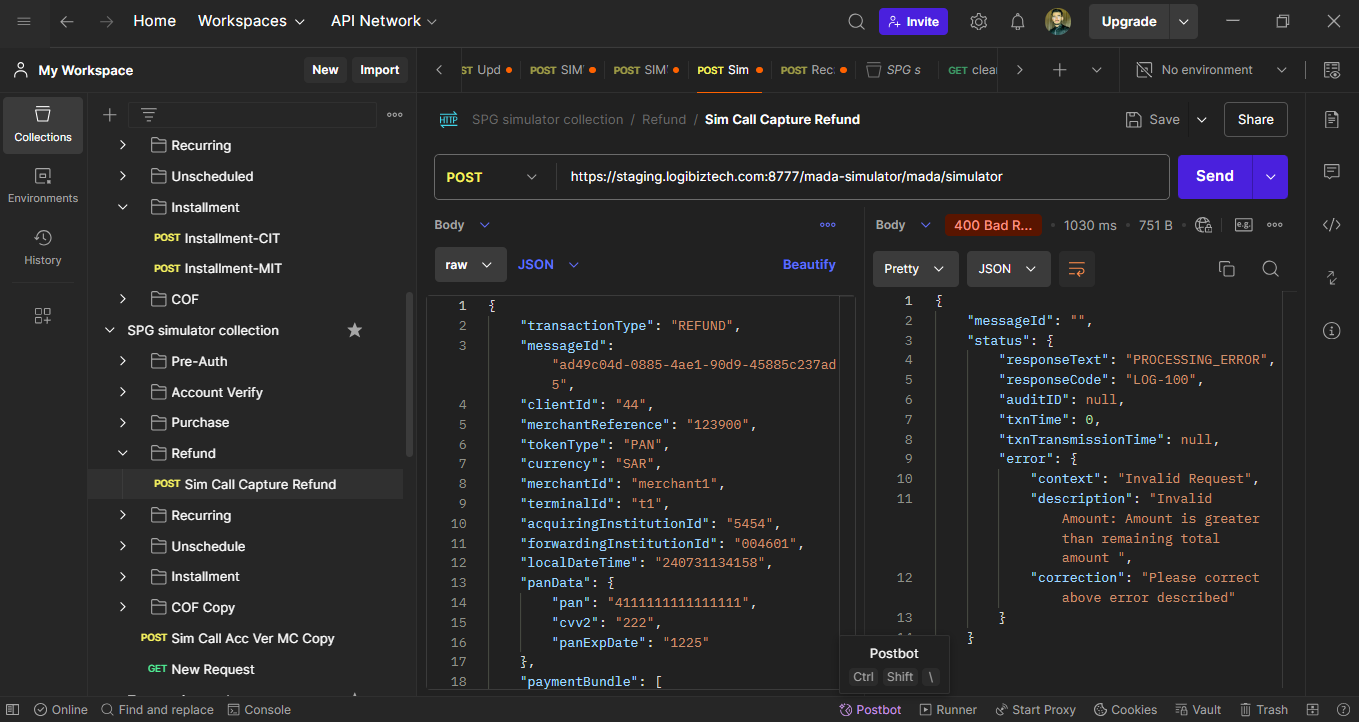 Home
Workspaces
API Network
Invite
Upgrade
My Workspace
New
Import
ST Upd
POST SIM'
POST SIM'
POST Sim
POST Rec
SPG s
GET clea
No environment
Collections
Environments
History
Recurring
Unscheduled
Installment
POST Installment-CIT
POST Installment-MIT
COF
SPG simulator collection
Pre-Auth
Account Verify
Purchase
Refund
POST Sim Call Capture Refund
Recurring
Unschedule
Installment
COF Copy
POST Sim Call Acc Ver MC Copy
GET New Request
HTTP
SPG simulator collection / Refund / Sim Call Capture Refund
Save
Share
POST
https://staging.logibiztech.com:8777/mada-simulator/mada/simulator
Send
Body
raw
JSON
Beautify
1 {
2 "transactionType": "REFUND",
3 "messageId":
"ad49c04d-0885-4ae1-90d9-45885c237ad
5",
4 "clientId": "44",
5 "merchantReference": "123900",
6 "tokenType": "PAN",
7 "currency": "SAR",
8 "merchantId": "merchant1",
9 "terminalId": "t1",
10 "acquiringInstitutionId": "5454",
11 "forwardingInstitutionId": "004601",
12 "localDateTime": "240731134158",
13 "panData": {
14 "pan": "4111111111111111",
15 "cvv2": "222",
16 "panExpDate": "1225"
17 },
18 "paymentBundle": [
Body
400 Bad R...
1030 ms
751 B
e.g.
Pretty
JSON
1 {
2 "messageId": "",
3 "status": {
4 "responseText": "PROCESSING_ERROR",
5 "responseCode": "LOG-100",
6 "auditID": null,
7 "txnTime": 0,
8 "txnTransmissionTime": null,
9 "error": {
10 "context": "Invalid Request",
11 "description": "Invalid
Amount: Amount is greater
than remaining total
amount ",
12 "correction": "Please correct
above error described"
13 }
}
Postbot
Ctrl Shift \
Online
Find and replace
Console
Postbot
Runner
Start Proxy
Cookies
Vault
Trash